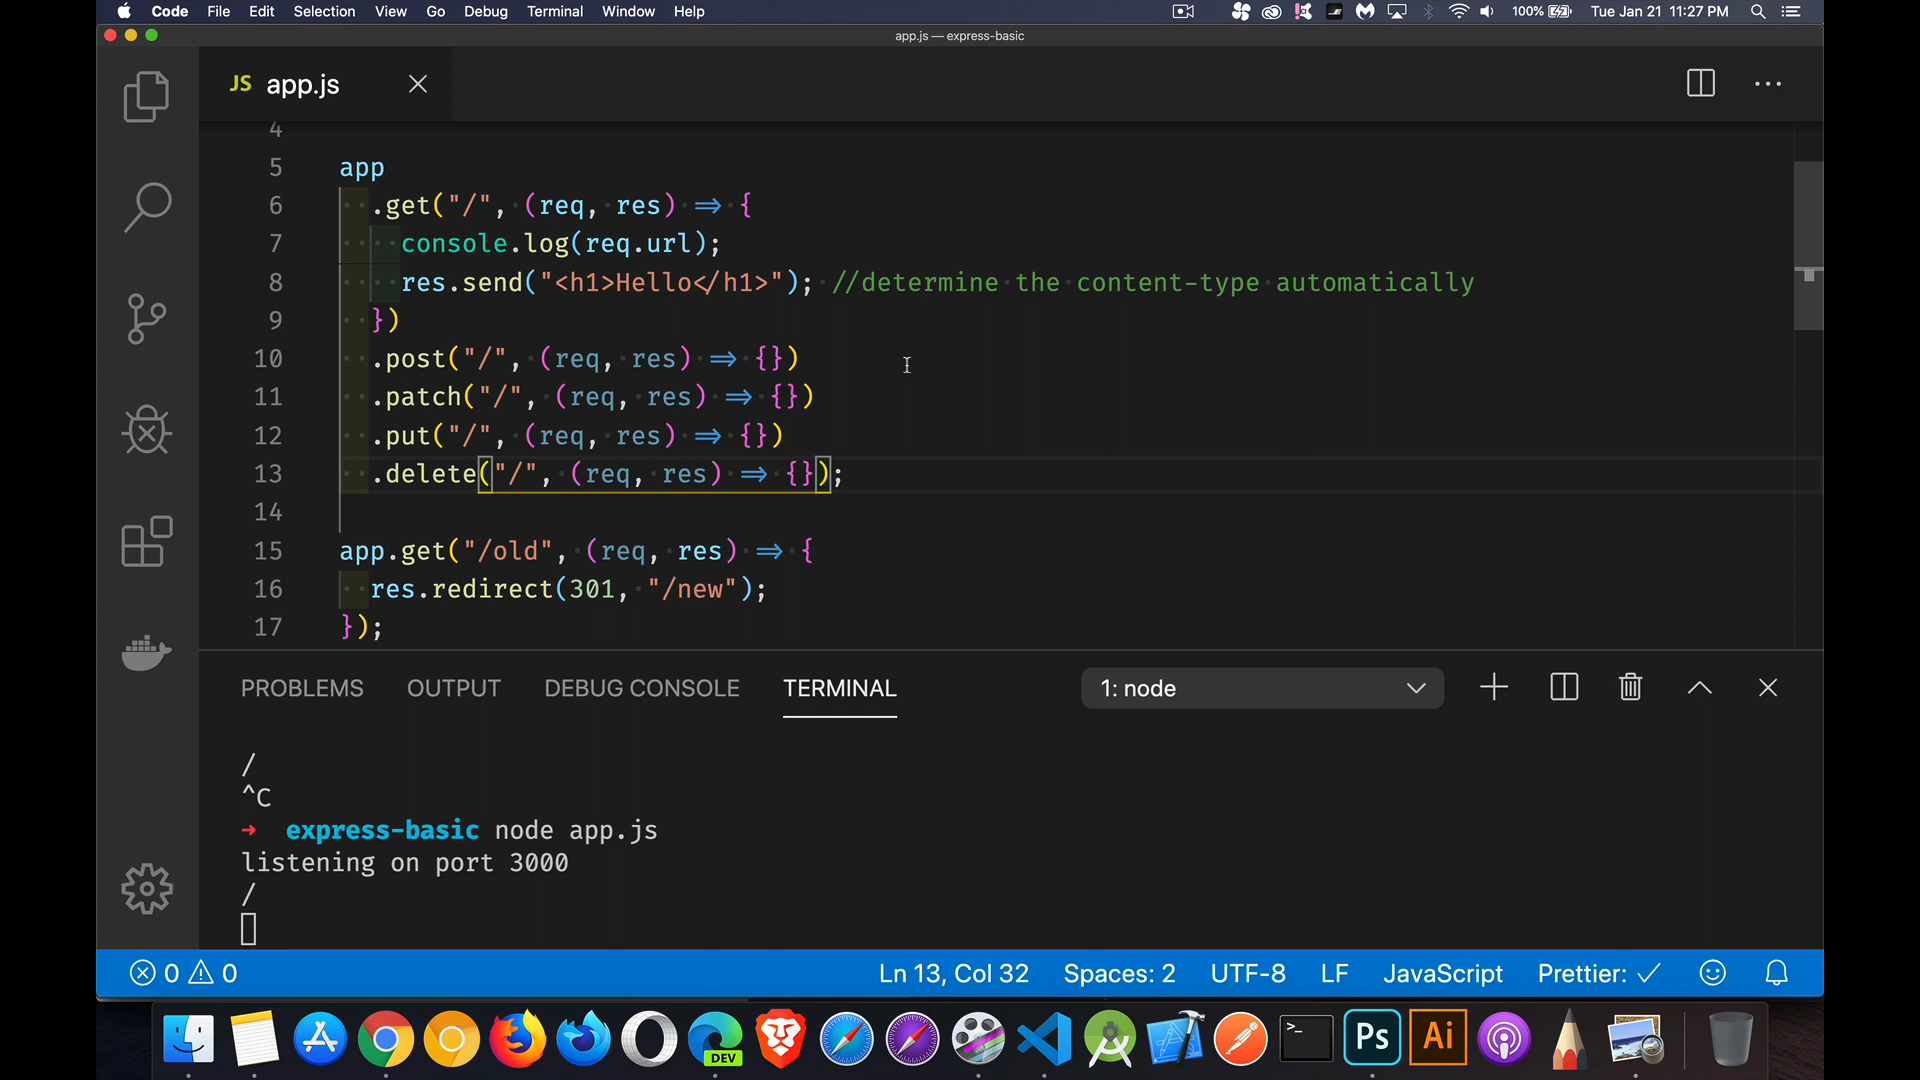 Code File Edit Selection View Go Debug Terminal Window Help 100% Tue Jan 21 11:27 PM
app.js — express-basic
JS app.js
4
5 app
6 .get("/", (req, res) => {
7 console.log(req.url);
8 res.send("<h1>Hello</h1>"); //determine the content-type automatically
9 })
10 .post("/", (req, res) => {})
11 .patch("/", (req, res) => {})
12 .put("/", (req, res) => {})
13 .delete("/", (req, res) => {});
14
15 app.get("/old", (req, res) => {
16 res.redirect(301, "/new");
17 });
PROBLEMS OUTPUT DEBUG CONSOLE TERMINAL 1: node
/
^C
➜ express-basic node app.js
listening on port 3000
/
0 0 Ln 13, Col 32 Spaces: 2 UTF-8 LF JavaScript Prettier: ✓
DEV >_ Ps Ai